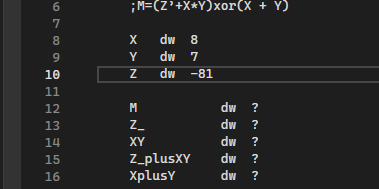 6 ;M=(Z'+X*Y)xor(X + Y)
7
8 X dw 8
9 Y dw 7
10 Z dw -81
11
12 M dw ?
13 Z_ dw ?
14 XY dw ?
15 Z_plusXY dw ?
16 XplusY dw ?